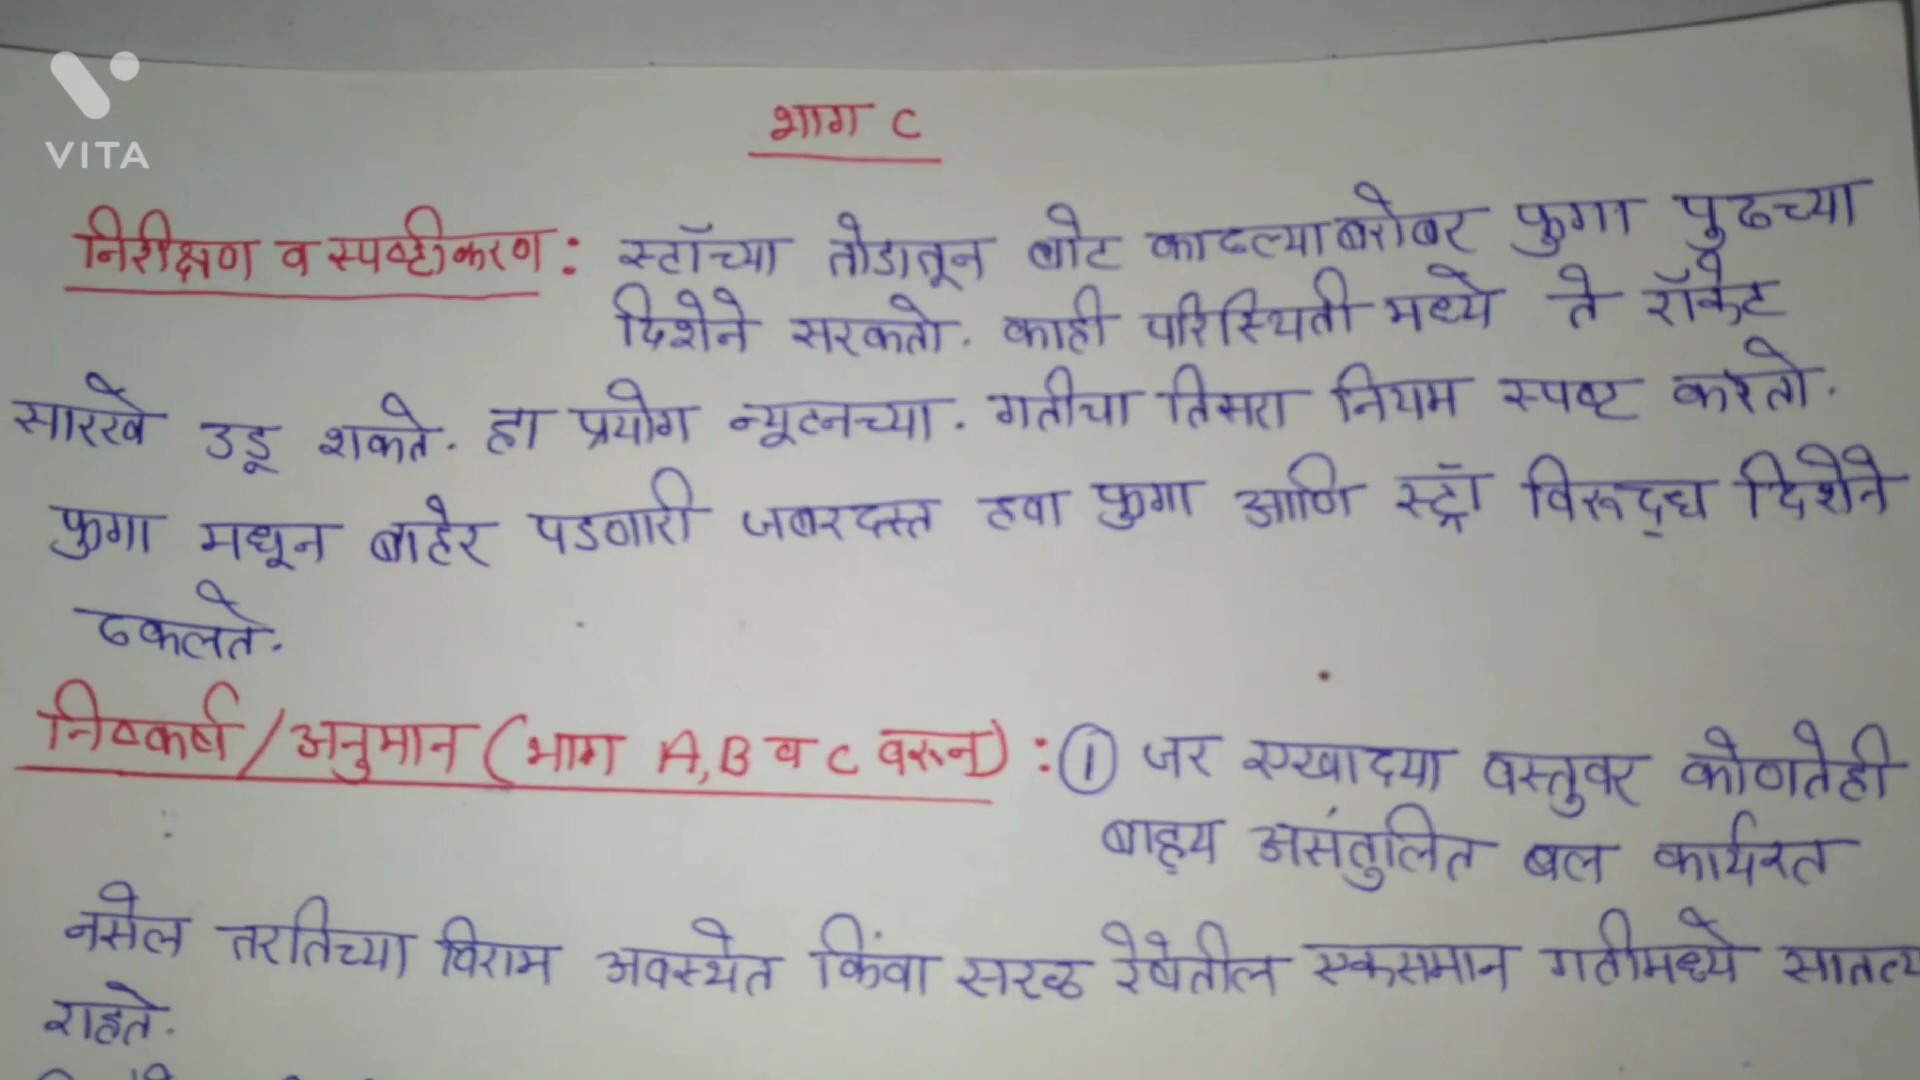 VITA
भाग C
निरीक्षण व स्पष्टीकरण : स्टॉच्या तोडातून बोट काढल्याबरोबर फुगा पुढच्या
दिशेने सरकतो. काही परिस्थिती मध्ये ते रॉकेट
सारखे उडू शकते. हा प्रयोग न्यूटनच्या. गतीचा तिसरा नियम स्पष्ट करतो.
फुगा मधून बाहेर पडणारी जबरदस्त हवा फुगा आणि स्ट्रॉ विरूद्ध दिशेने
ढकलते.
निष्कर्ष / अनुमान (भाग A, B व C वरून) : ① जर एखादया वस्तुवर कोणतेही
बाह्य असंतुलित बल कार्यरत
नसेल तरतिच्या विराम अवस्थेत किंवा सरळ रेषेतील एकसमान गतीमध्ये सातत्य
राहते.